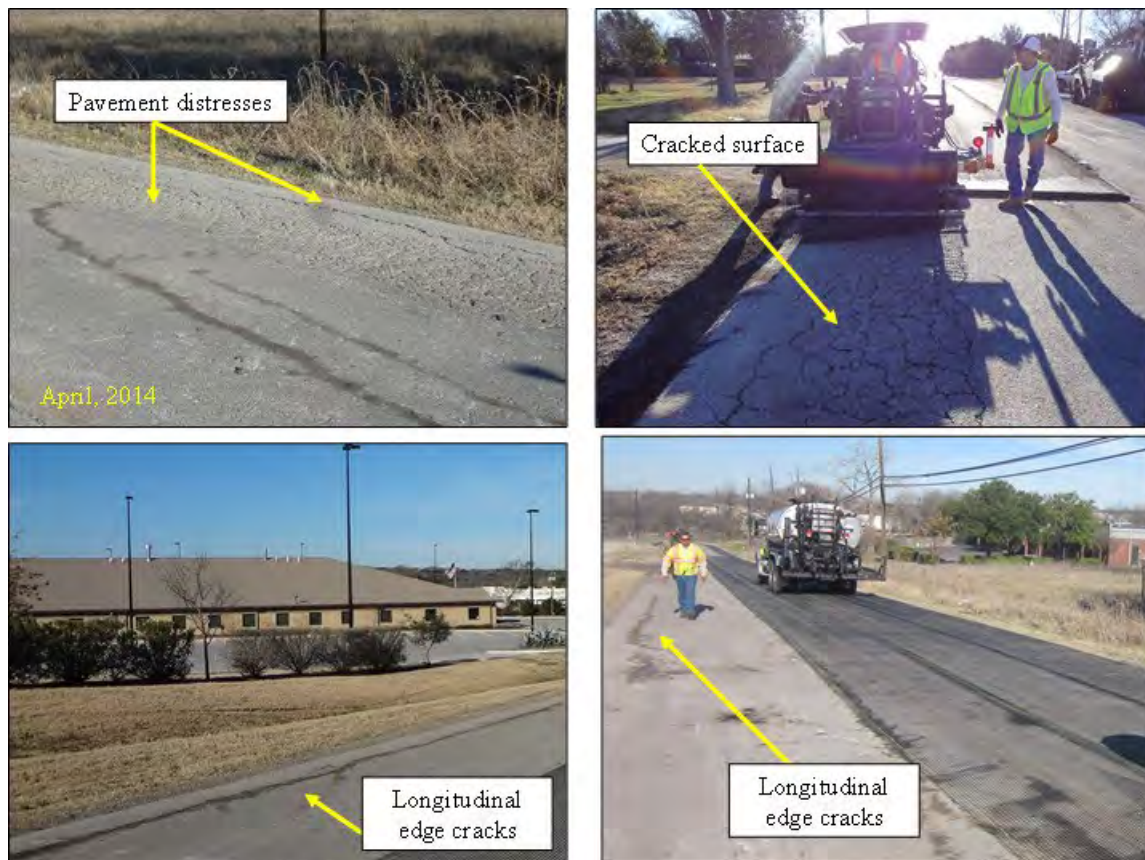 Pavement distresses
Cracked surface
April, 2014
Longitudinal
edge cracks
Longitudinal
edge cracks